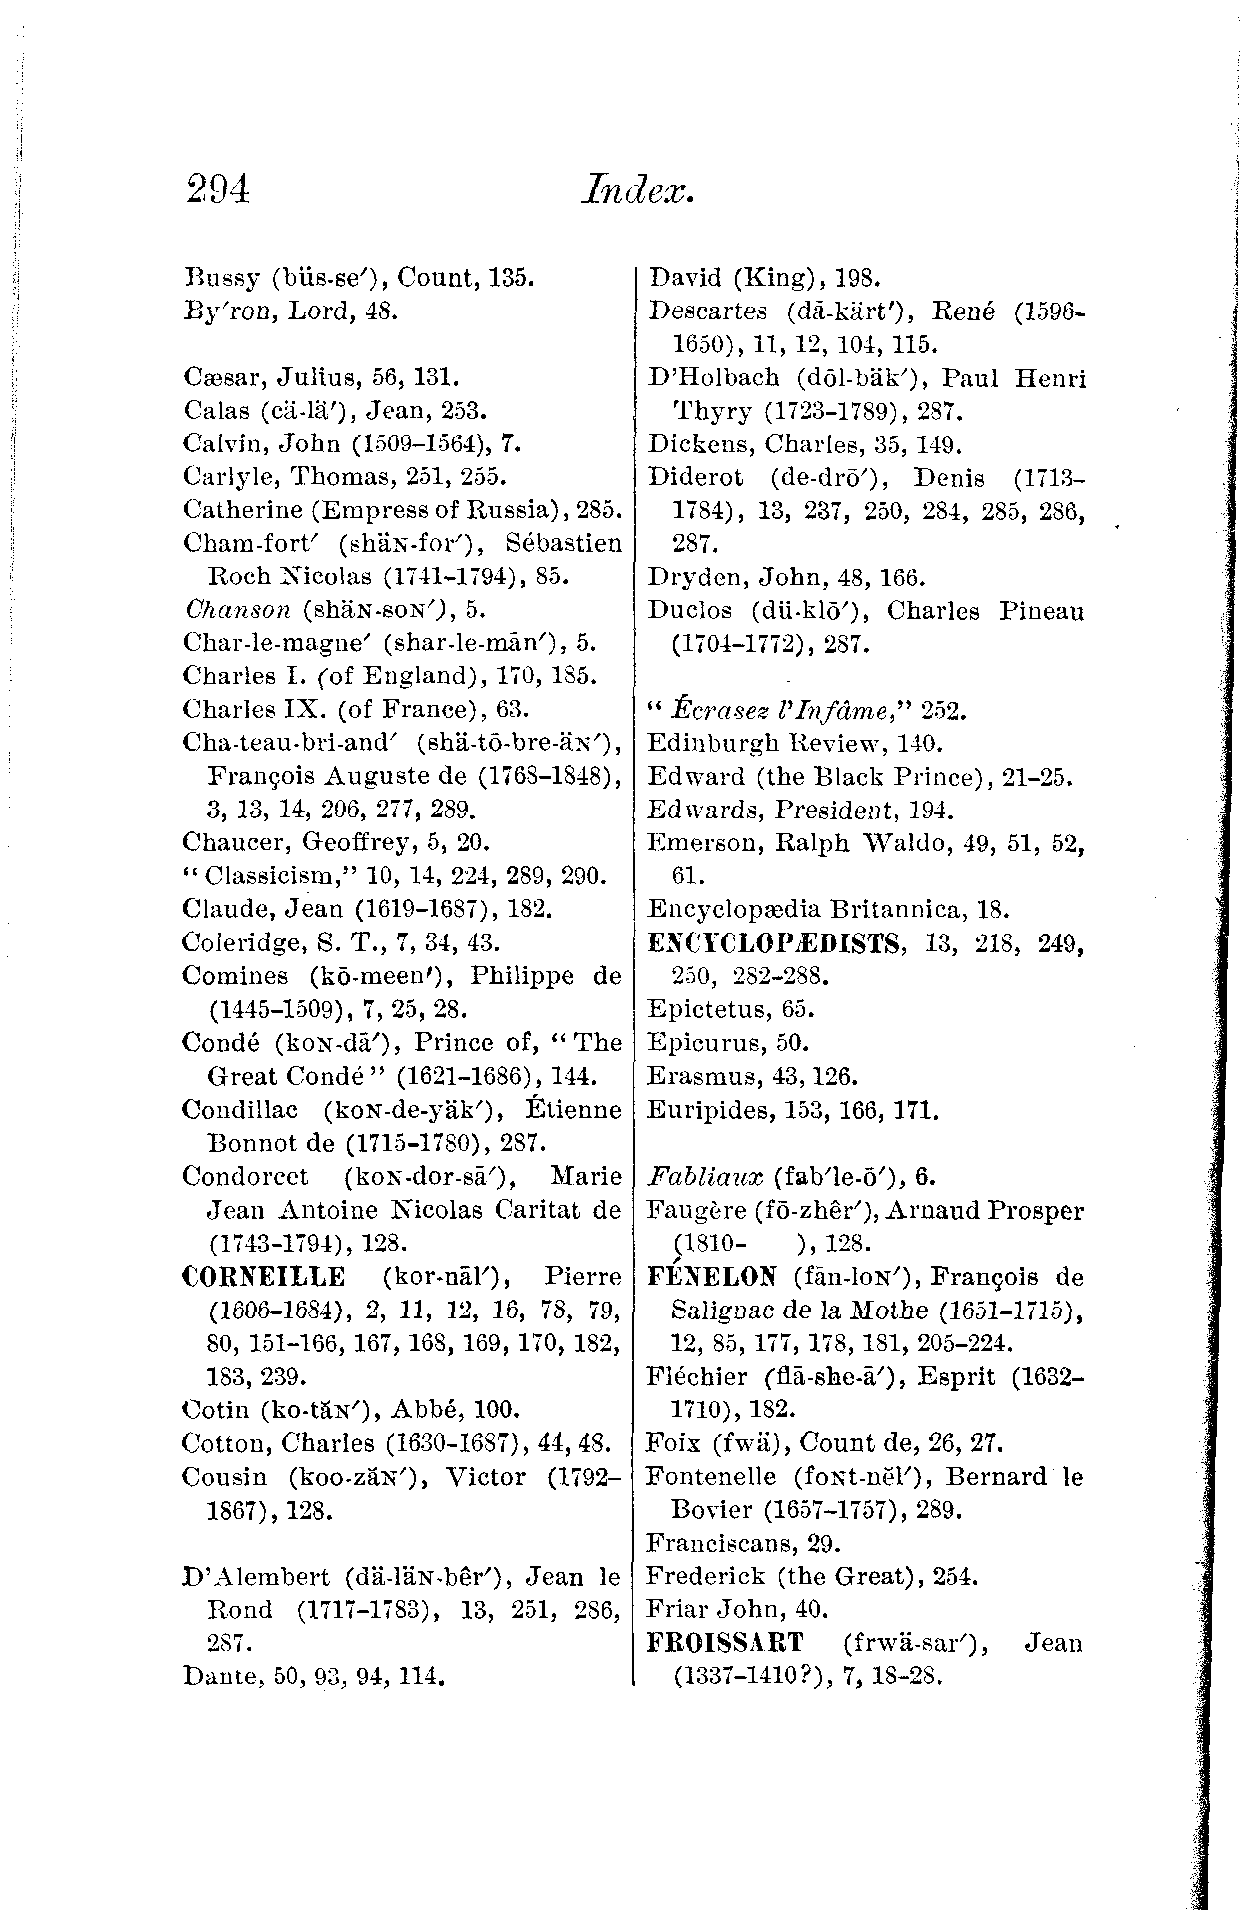 294
Index.
Bussy (büs-se′), Count, 135.
By′ron, Lord, 48.
Cæsar, Julius, 56, 131.
Calas (cä-lä′), Jean, 253.
Calvin, John (1509–1564), 7.
Carlyle, Thomas, 251, 255.
Catherine (Empress of Russia), 285.
Cham-fort′ (shäɴ-for′), Sébastien
Roch Nicolas (1741–1794), 85.
Chanson (shäɴ-soɴ′), 5.
Char-le-magne′ (shar-le-mān′), 5.
Charles I. (of England), 170, 185.
Charles IX. (of France), 63.
Cha-teau-bri-and′ (shä-tō-bre-äɴ′),
François Auguste de (1768–1848),
3, 13, 14, 206, 277, 289.
Chaucer, Geoffrey, 5, 20.
“Classicism,” 10, 14, 224, 289, 290.
Claude, Jean (1619–1687), 182.
Coleridge, S. T., 7, 34, 43.
Comines (kō-meen′), Philippe de
(1445–1509), 7, 25, 28.
Condé (koɴ-dā′), Prince of, “The
Great Condé” (1621–1686), 144.
Condillac (koɴ-de-yäk′), Étienne
Bonnot de (1715–1780), 287.
Condorcet (koɴ-dor-sā′), Marie
Jean Antoine Nicolas Caritat de
(1743–1794), 128.
CORNEILLE (kor-nāl′), Pierre
(1606–1684), 2, 11, 12, 16, 78, 79,
80, 151–166, 167, 168, 169, 170, 182,
183, 239.
Cotin (ko-tăɴ′), Abbé, 100.
Cotton, Charles (1630–1687), 44, 48.
Cousin (koo-zăɴ′), Victor (1792–
1867), 128.
D’Alembert (dä-läɴ-bêr′), Jean le
Rond (1717–1783), 13, 251, 286,
287.
Dante, 50, 93, 94, 114.
David (King), 198.
Descartes (dā-kärt′), René (1596–
1650), 11, 12, 104, 115.
D’Holbach (dōl-bäk′), Paul Henri
Thyry (1723–1789), 287.
Dickens, Charles, 35, 149.
Diderot (de-drō′), Denis (1713–
1784), 13, 237, 250, 284, 285, 286,
287.
Dryden, John, 48, 166.
Duclos (dü-klō′), Charles Pineau
(1704–1772), 287.
“Écrasez l’Infâme,” 252.
Edinburgh Review, 140.
Edward (the Black Prince), 21–25.
Edwards, President, 194.
Emerson, Ralph Waldo, 49, 51, 52,
61.
Encyclopædia Britannica, 18.
ENCYCLOPÆDISTS, 13, 218, 249,
250, 282–288.
Epictetus, 65.
Epicurus, 50.
Erasmus, 43, 126.
Euripides, 153, 166, 171.
Fabliaux (fab′le-ō′), 6.
Faugère (fō-zhêr′), Arnaud Prosper
(1810– ), 128.
FÉNELON (fān-loɴ′), François de
Salignac de la Mothe (1651–1715),
12, 85, 177, 178, 181, 205–224.
Fléchier (flā-she-ā′), Esprit (1632–
1710), 182.
Foix (fwä), Count de, 26, 27.
Fontenelle (foɴt-nĕl′), Bernard le
Bovier (1657–1757), 289.
Franciscans, 29.
Frederick (the Great), 254.
Friar John, 40.
FROISSART (frwä-sar′), Jean
(1337–1410?), 7, 18–28.